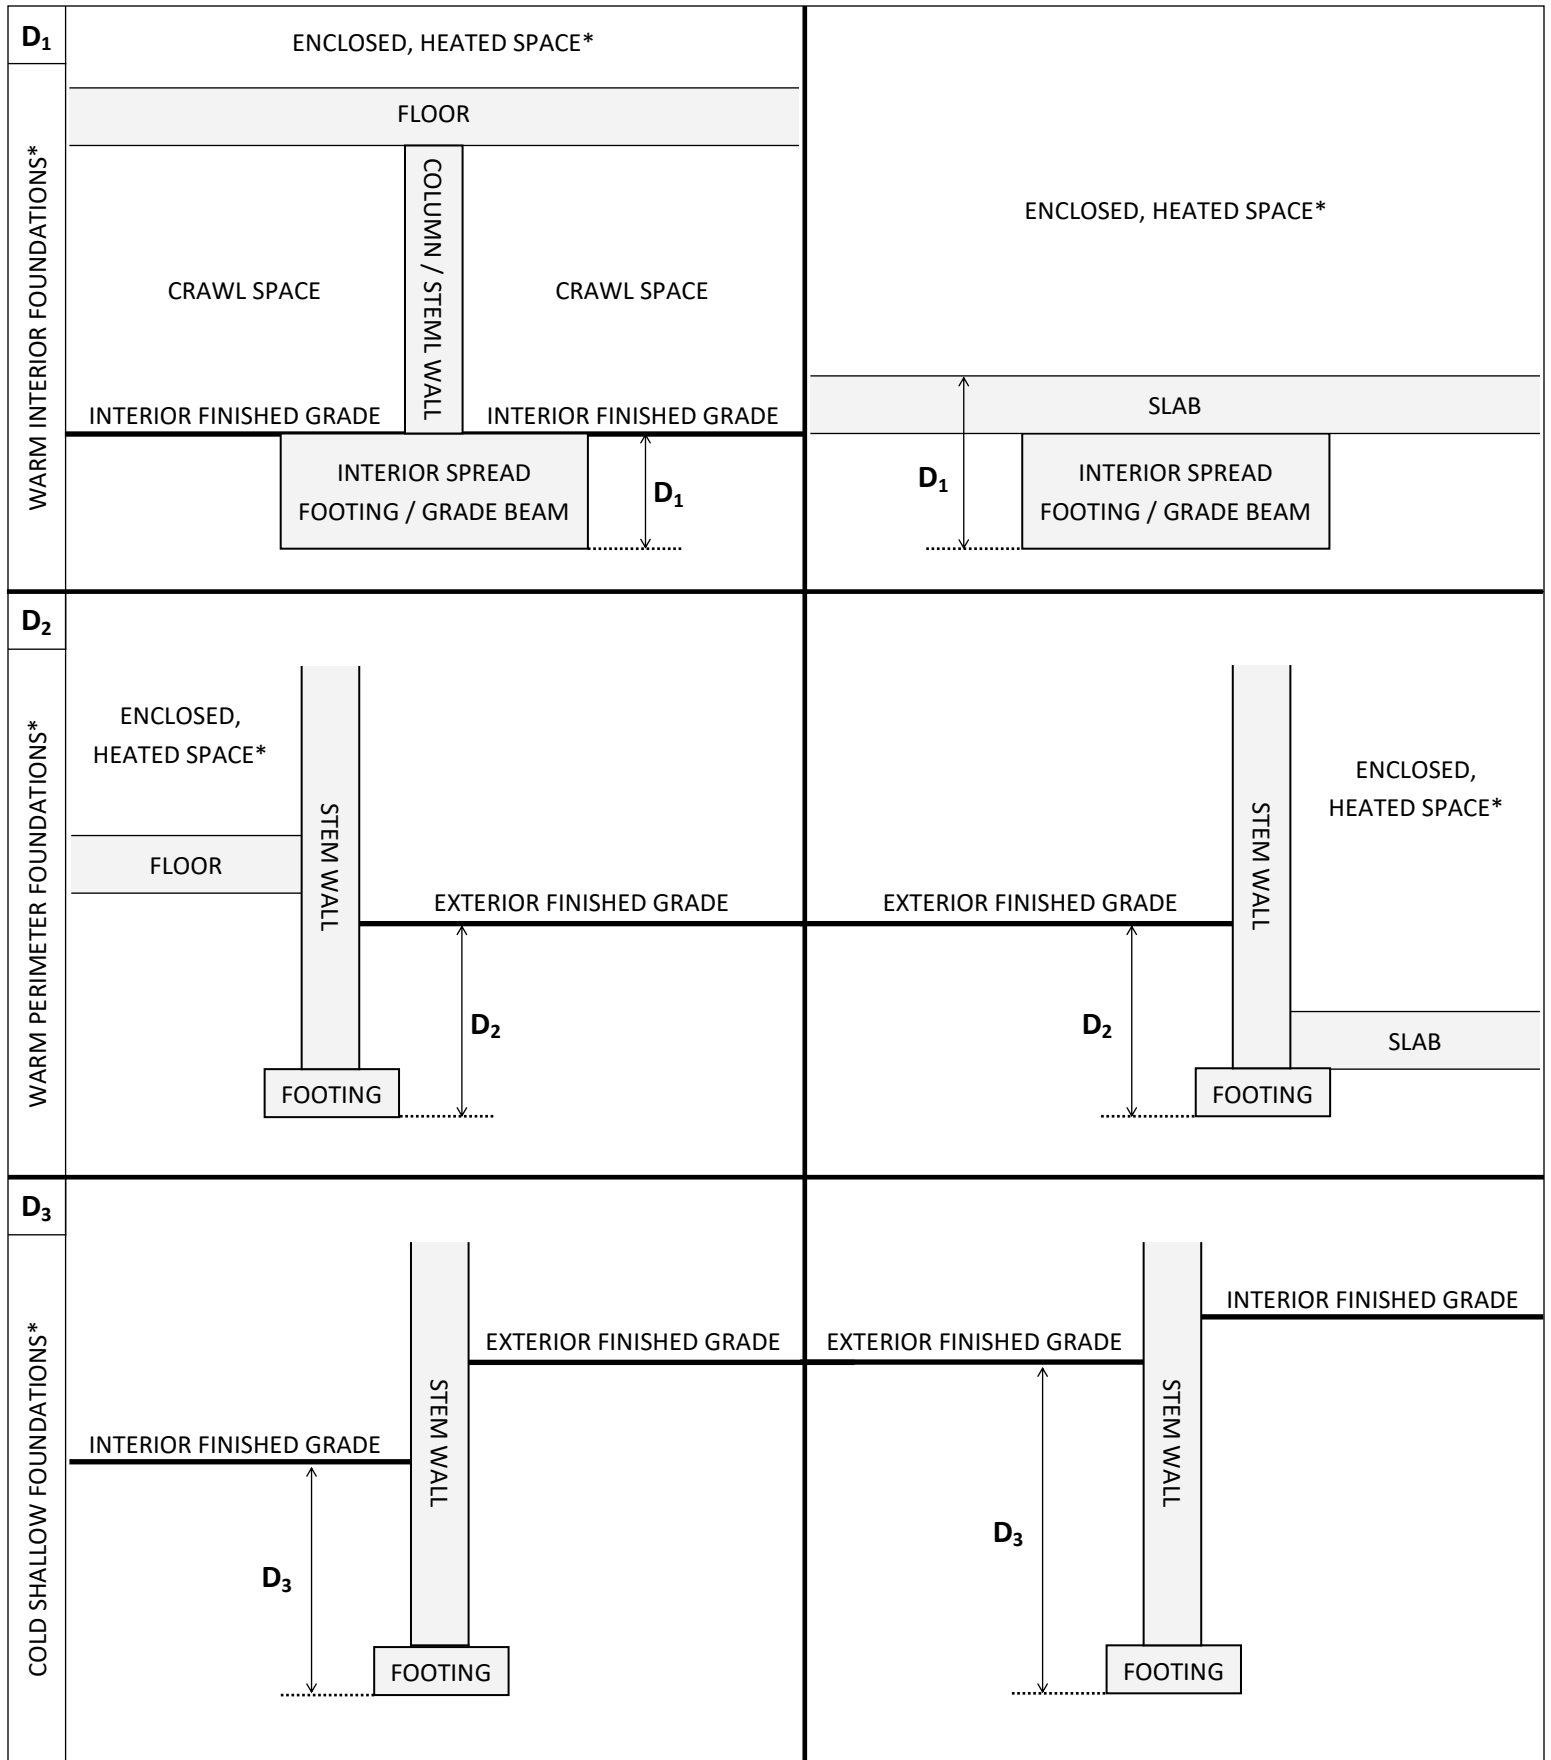 D₁
ENCLOSED, HEATED SPACE*
FLOOR
COLUMN / STEML WALL
CRAWL SPACE
CRAWL SPACE
INTERIOR FINISHED GRADE
INTERIOR FINISHED GRADE
INTERIOR SPREAD
FOOTING / GRADE BEAM
D₁
WARM INTERIOR FOUNDATIONS*
ENCLOSED, HEATED SPACE*
SLAB
D₁
INTERIOR SPREAD
FOOTING / GRADE BEAM
D₂
WARM PERIMETER FOUNDATIONS*
ENCLOSED,
HEATED SPACE*
STEM WALL
FLOOR
EXTERIOR FINISHED GRADE
D₂
FOOTING
STEM WALL
ENCLOSED,
HEATED SPACE*
EXTERIOR FINISHED GRADE
D₂
SLAB
FOOTING
D₃
COLD SHALLOW FOUNDATIONS*
EXTERIOR FINISHED GRADE
STEM WALL
INTERIOR FINISHED GRADE
D₃
FOOTING
INTERIOR FINISHED GRADE
EXTERIOR FINISHED GRADE
STEM WALL
D₃
FOOTING